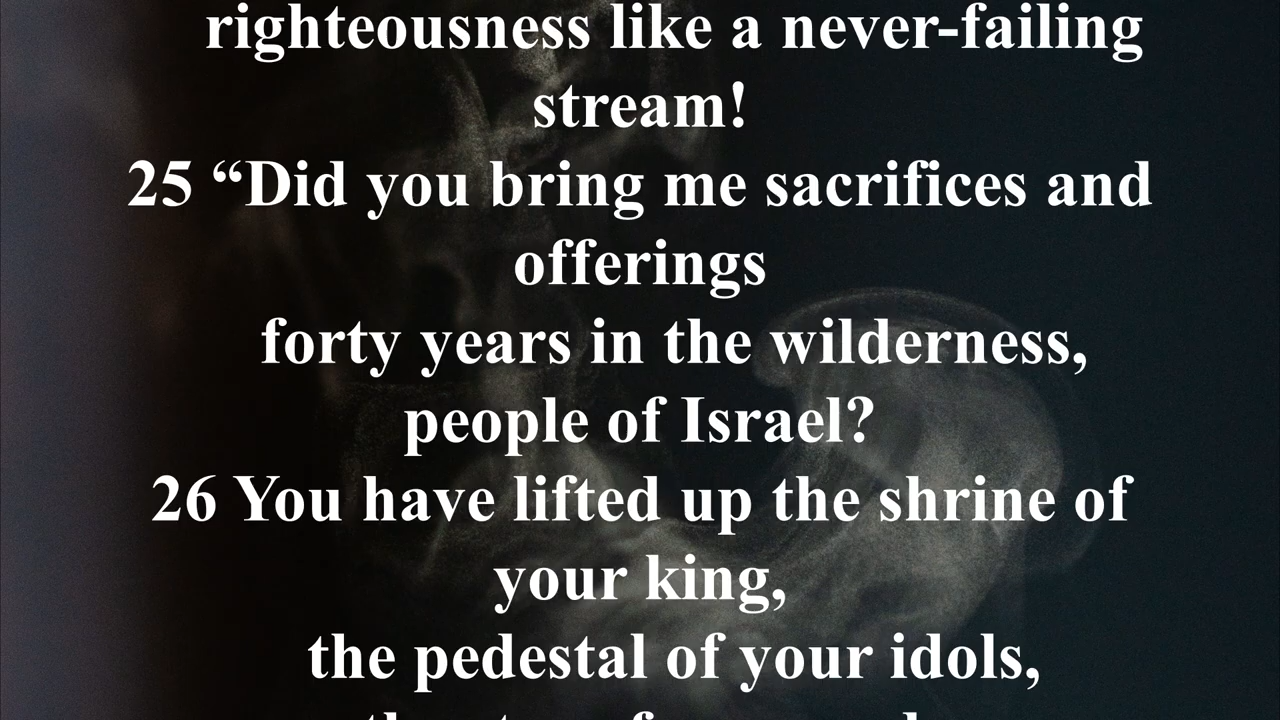 righteousness like a never-failing
stream!
25 “Did you bring me sacrifices and
offerings
forty years in the wilderness,
people of Israel?
26 You have lifted up the shrine of
your king,
the pedestal of your idols,